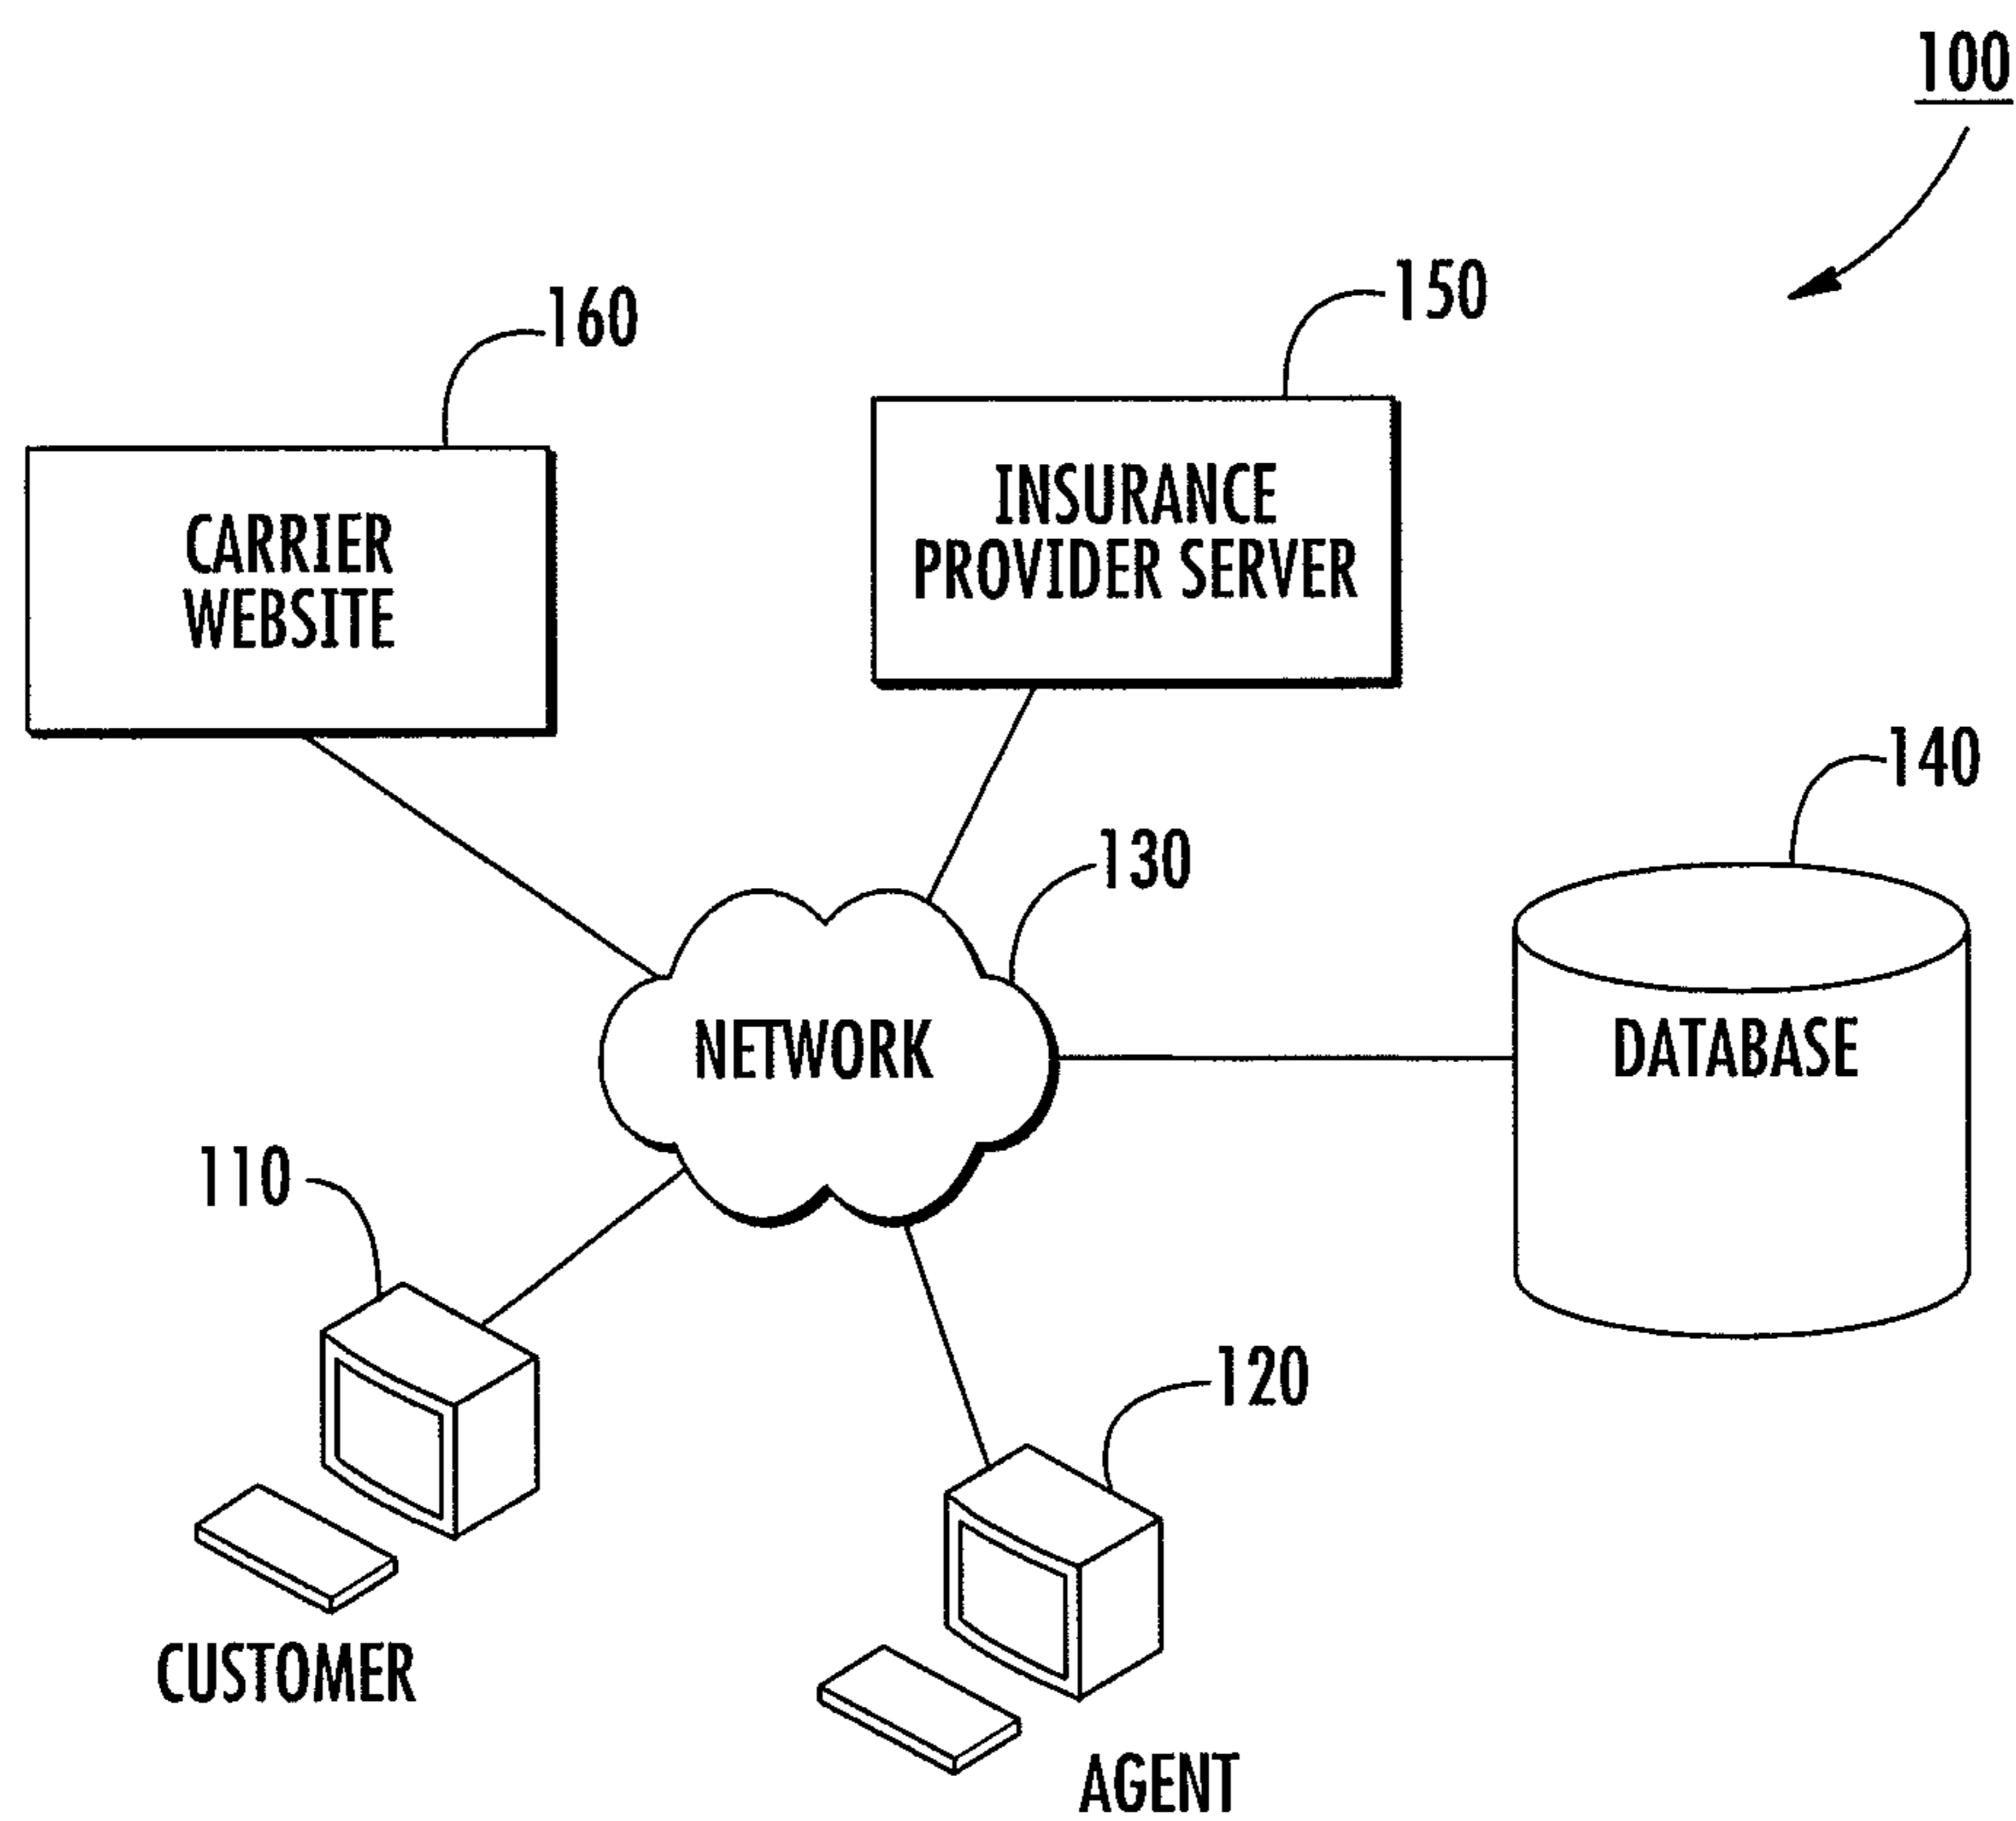 100
150
160
INSURANCE
PROVIDER SERVER
CARRIER
WEBSITE
140
130
NETWORK
DATABASE
110
120
CUSTOMER
AGENT